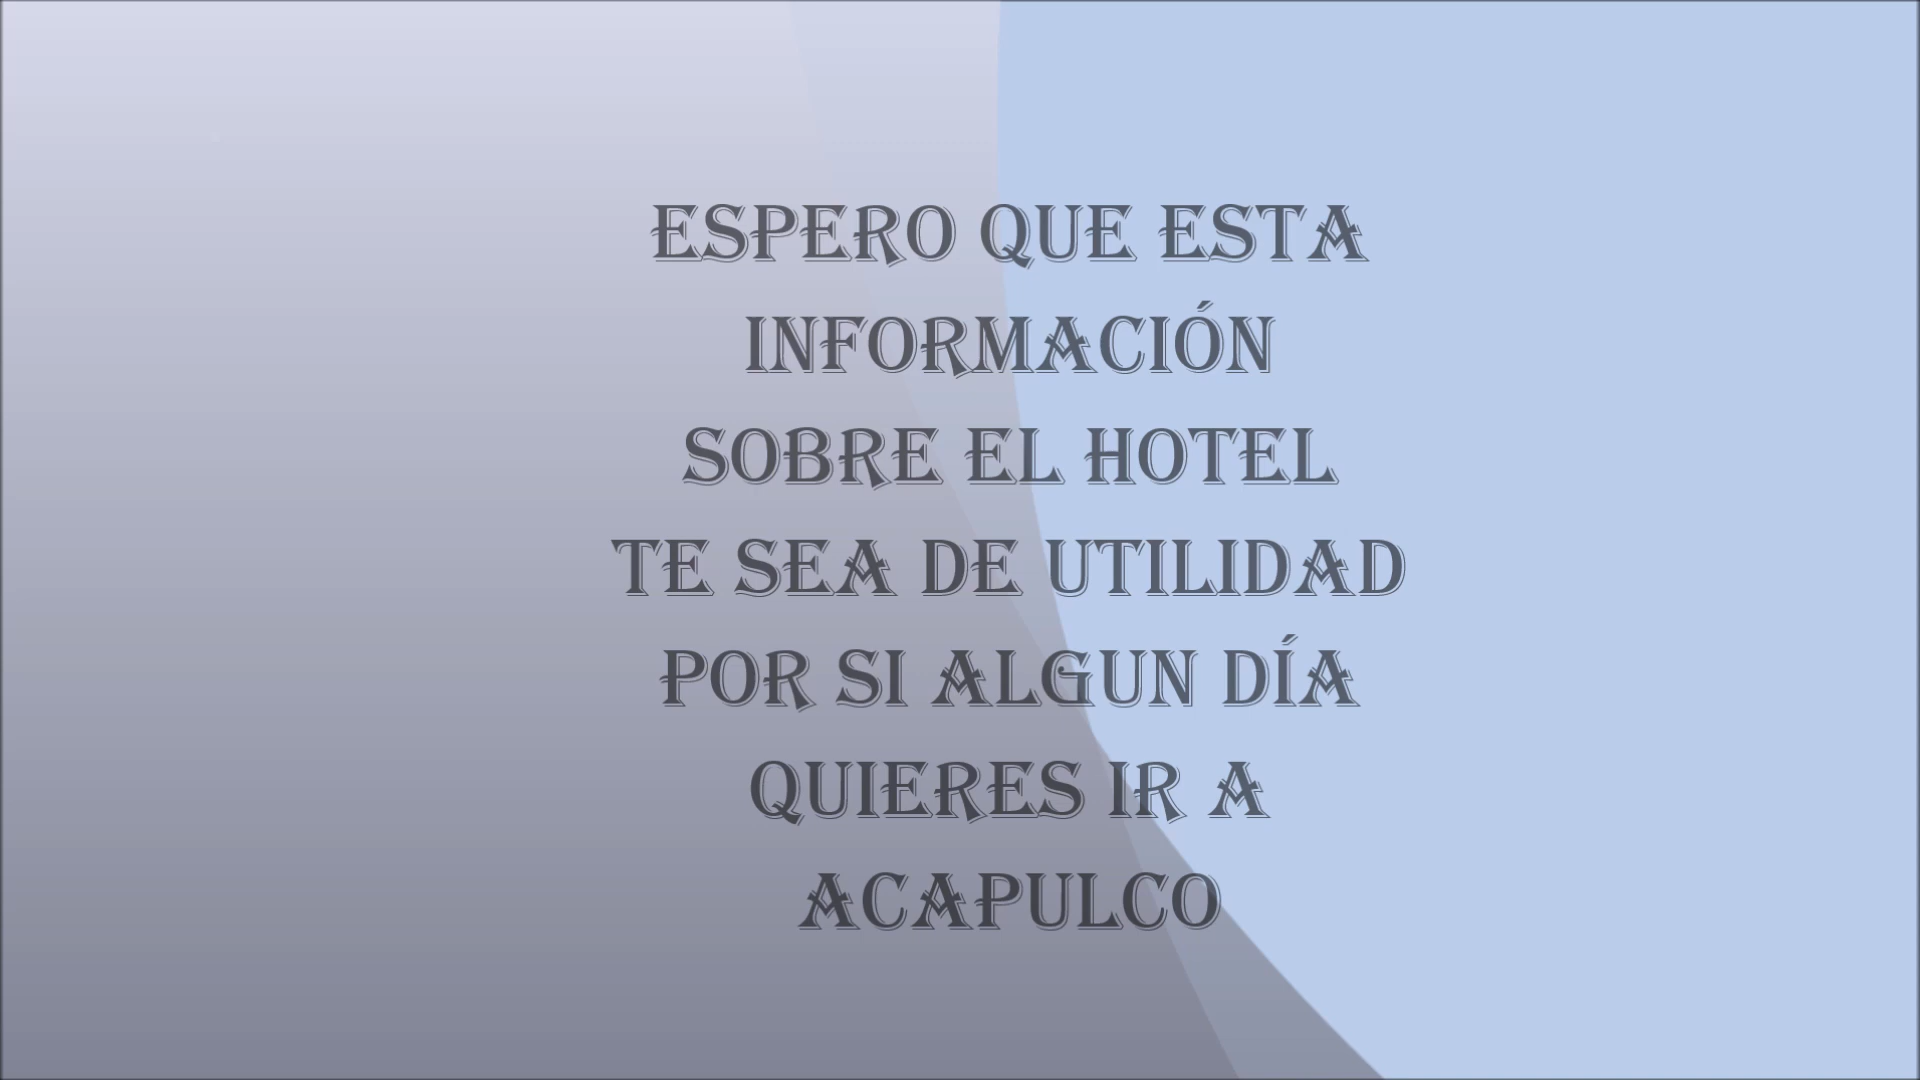 ESPERO QUE ESTA
INFORMACIÓN
SOBRE EL HOTEL
TE SEA DE UTILIDAD
POR SI ALGUN DÍA
QUIERES IR A
ACAPULCO